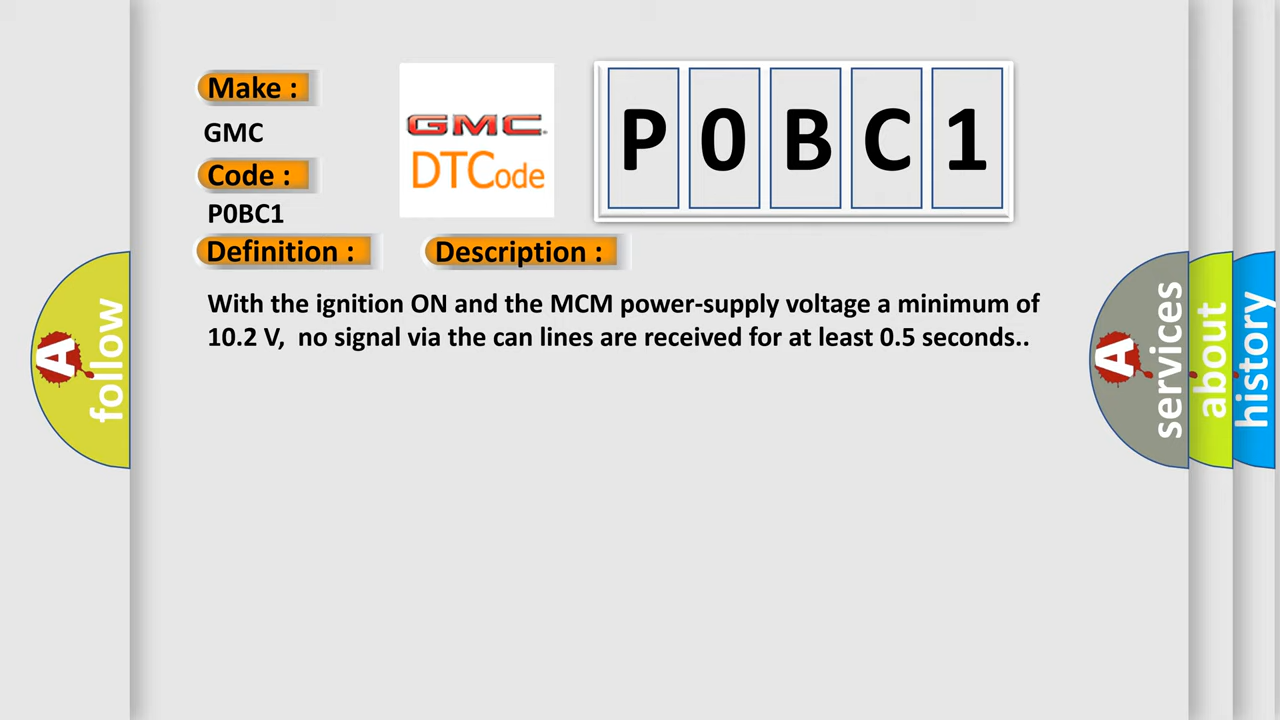 Make :
GMC
Code :
P0BC1
Definition :
Description :
GMC
DTCode
P0BC1
With the ignition ON and the MCM power-supply voltage a minimum of
10.2 V,  no signal via the can lines are received for at least 0.5 seconds..
A follow
A services
about
history